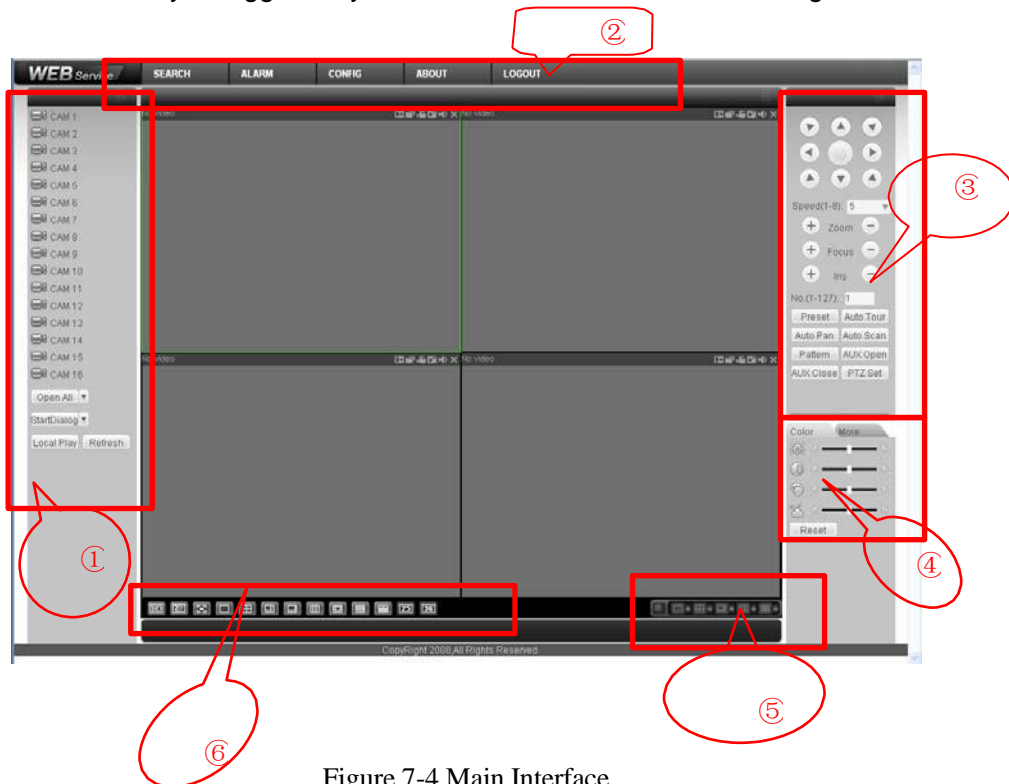 ②
WEB Service SEARCH ALARM CONFIG ABOUT LOGOUT
①
CAM 1
CAM 2
CAM 3
CAM 4
CAM 5
CAM 6
CAM 7
CAM 8
CAM 9
CAM 10
CAM 11
CAM 12
CAM 13
CAM 14
CAM 15
CAM 16
Open All
StartDialog
Local Play Refresh
No Video
No Video
No Video
No Video
③
Speed(1-8): 5
Zoom
Focus
Iris
No.(1-127): 1
Preset Auto Tour
Auto Pan Auto Scan
Pattern AUX Open
AUX Close PTZ Set
Color More
Reset
④
⑤
⑥
CopyRight 2008,All Rights Reserved
Figure 7-4 Main Interface